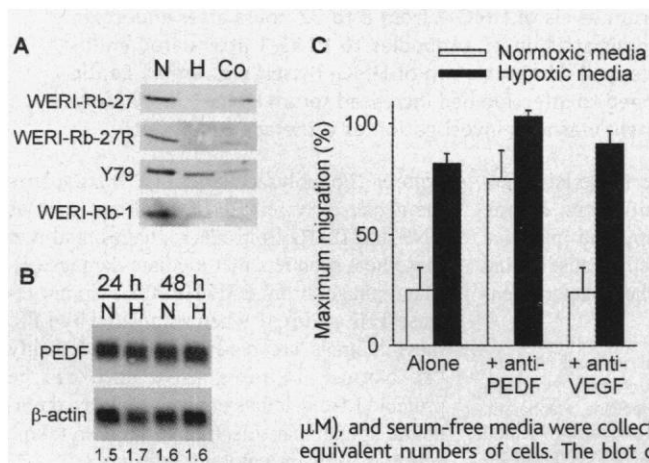 A
N H Co
WERI-Rb-27
WERI-Rb-27R
Y79
WERI-Rb-1
B
24 h 48 h
N H N H
PEDF
β-actin
1.5 1.7 1.6 1.6
C
Normoxic media
Hypoxic media
Maximum migration (%)
100
50
0
Alone
+ anti-
PEDF
+ anti-
VEGF
μM), and serum-free media were collec
equivalent numbers of cells. The blot